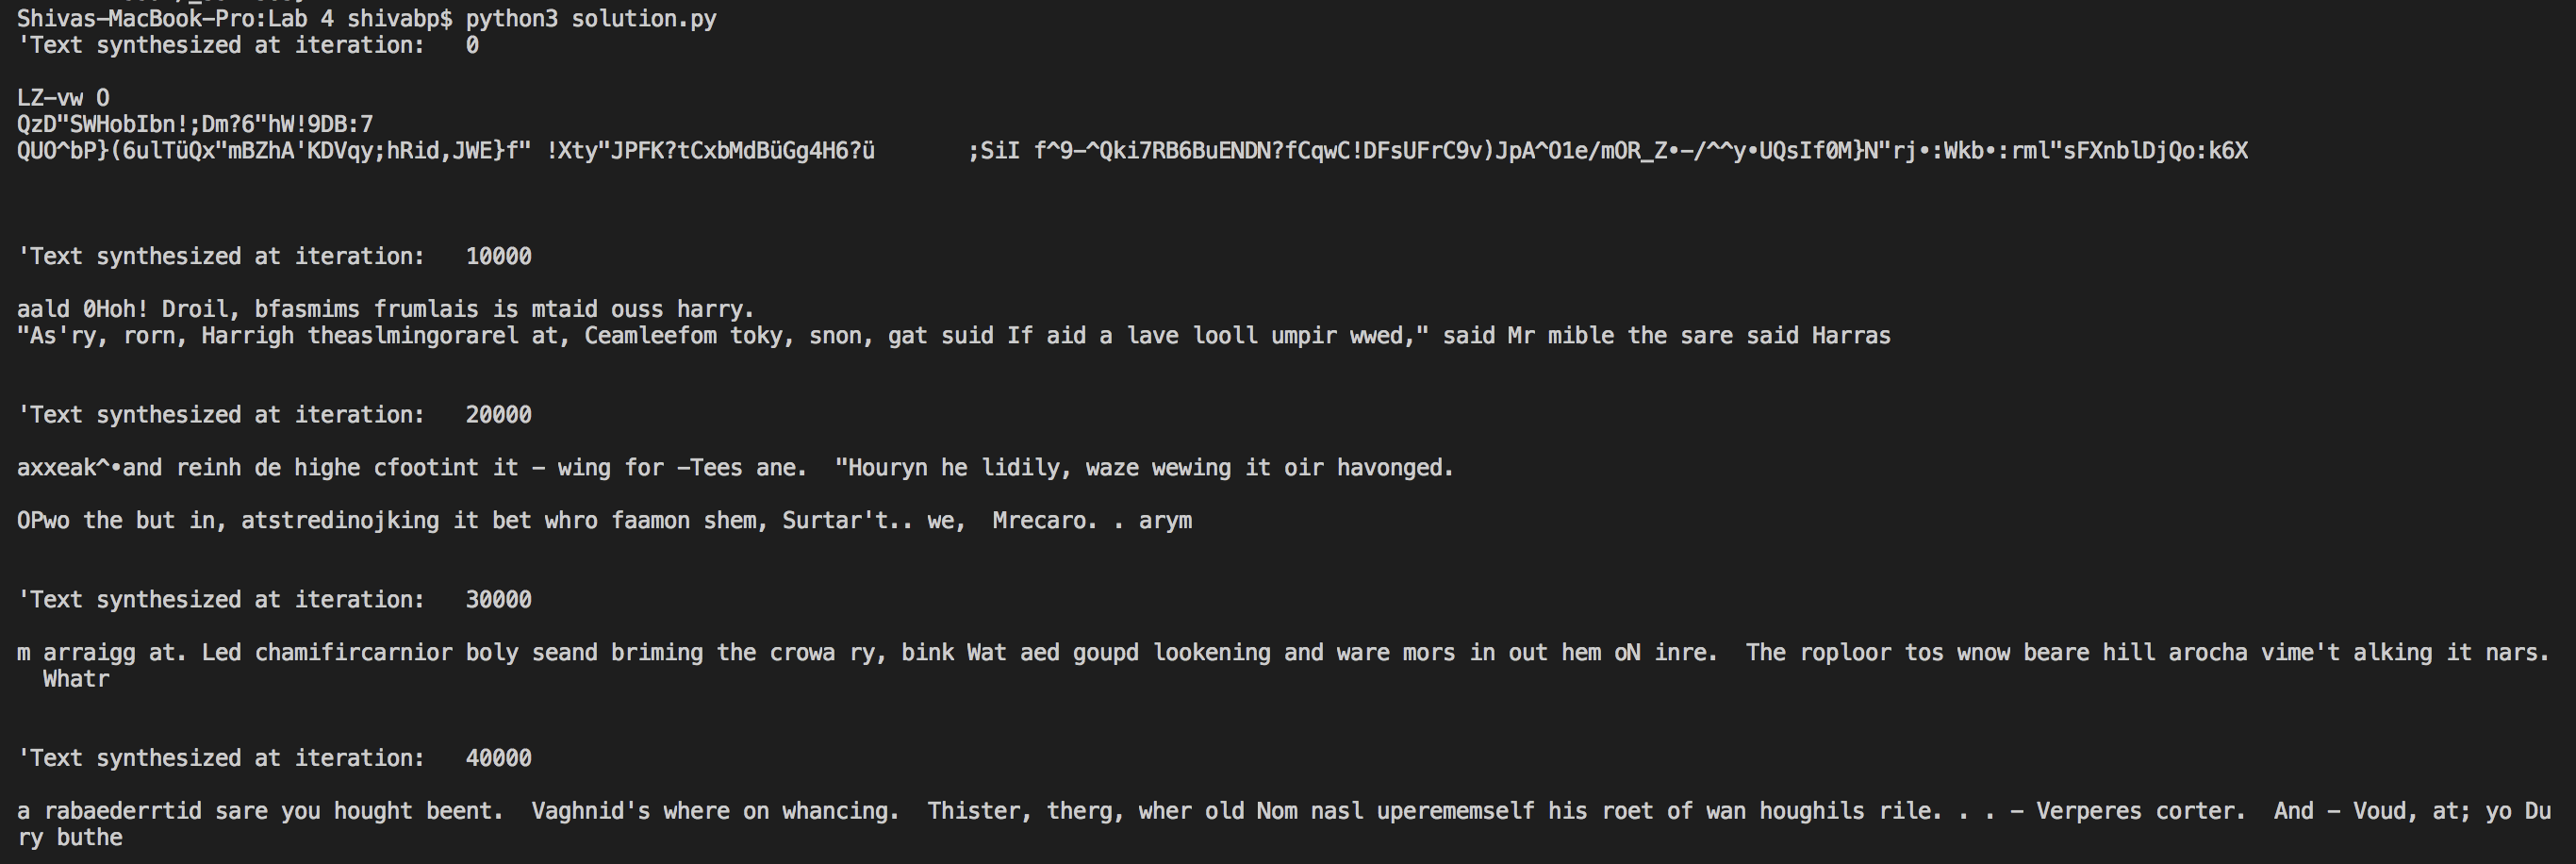 Shivas-MacBook-Pro:Lab 4 shivabp$ python3 solution.py
'Text synthesized at iteration:   0
LZ-vw O
QzD"SWHobIbn!;Dm?6"hW!9DB:7
QUO^bP}(6ulTüQx"mBZhA'KDVqy;hRid,JWE}f" !Xty"JPFK?tCxbMdBüGg4H6?ü       ;SiI f^9-^Qki7RB6BuENDN?fCqwC!DFsUFrC9v)JpA^O1e/mOR_Z•-/^^y•UQsIf0M}N"rj•:Wkb•:rml"sFXnblDjQo:k6X
'Text synthesized at iteration:   10000
aald 0Hoh! Droil, bfasmims frumlais is mtaid ouss harry.
"As'ry, rorn, Harrigh theaslmingorarel at, Ceamleefom toky, snon, gat suid If aid a lave looll umpir wwed," said Mr mible the sare said Harras
'Text synthesized at iteration:   20000
axxeak^•and reinh de highe cfootint it - wing for -Tees ane.  "Houryn he lidily, waze wewing it oir havonged.
OPwo the but in, atstredinojking it bet whro faamon shem, Surtar't.. we,  Mrecaro. . arym
'Text synthesized at iteration:   30000
m arraigg at. Led chamifircarnior boly seand briming the crowa ry, bink Wat aed goupd lookening and ware mors in out hem oN inre.  The roploor tos wnow beare hill arocha vime't alking it nars.
  Whatr
'Text synthesized at iteration:   40000
a rabaederrtid sare you hought beent.  Vaghnid's where on whancing.  Thister, therg, wher old Nom nasl uperememself his roet of wan houghils rile. . . - Verperes corter.  And - Voud, at; yo Du
ry buthe